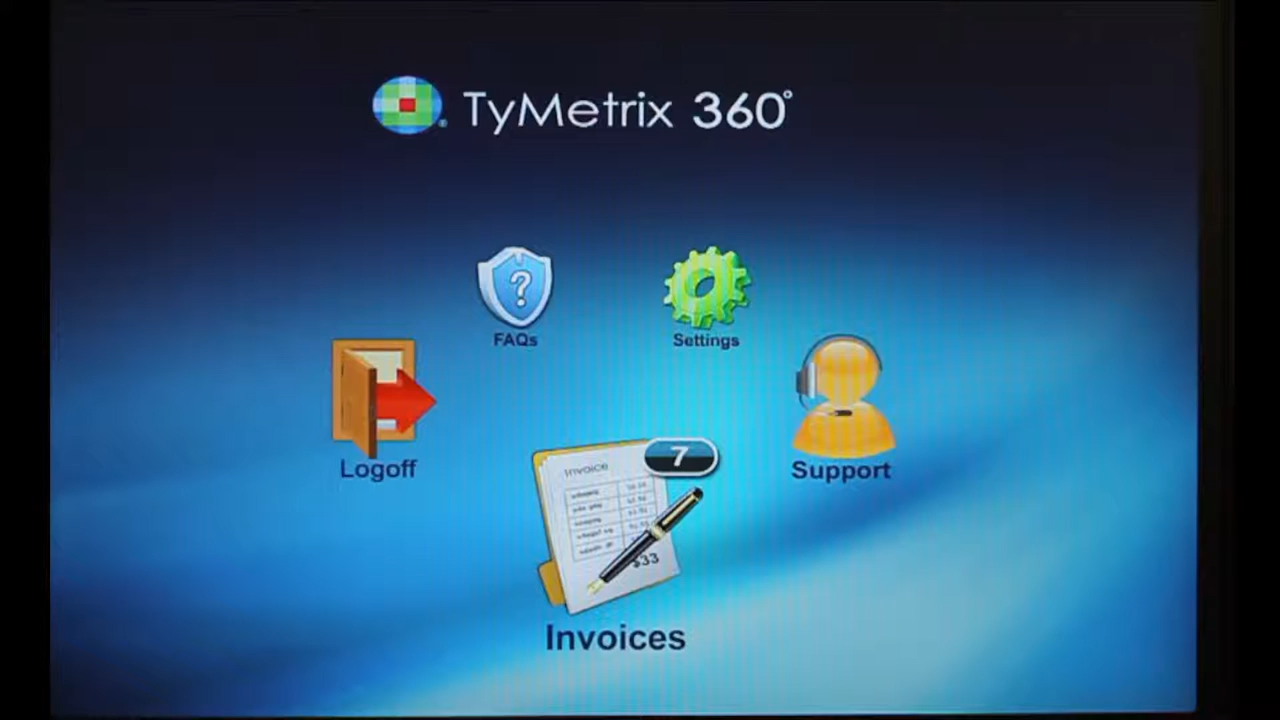 TyMetrix 360°
FAQs
Settings
Logoff
Support
7
Invoice
$33
Invoices